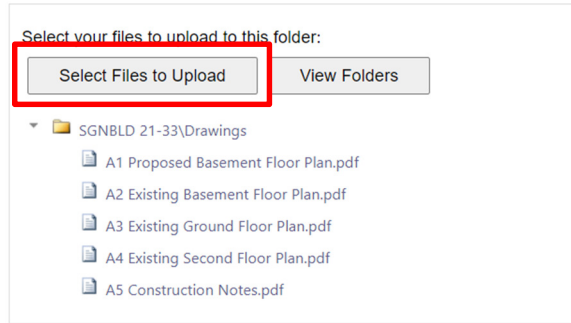 Select your files to upload to this folder:
Select Files to Upload View Folders
SGNBLD 21-33\Drawings
A1 Proposed Basement Floor Plan.pdf
A2 Existing Basement Floor Plan.pdf
A3 Existing Ground Floor Plan.pdf
A4 Existing Second Floor Plan.pdf
A5 Construction Notes.pdf